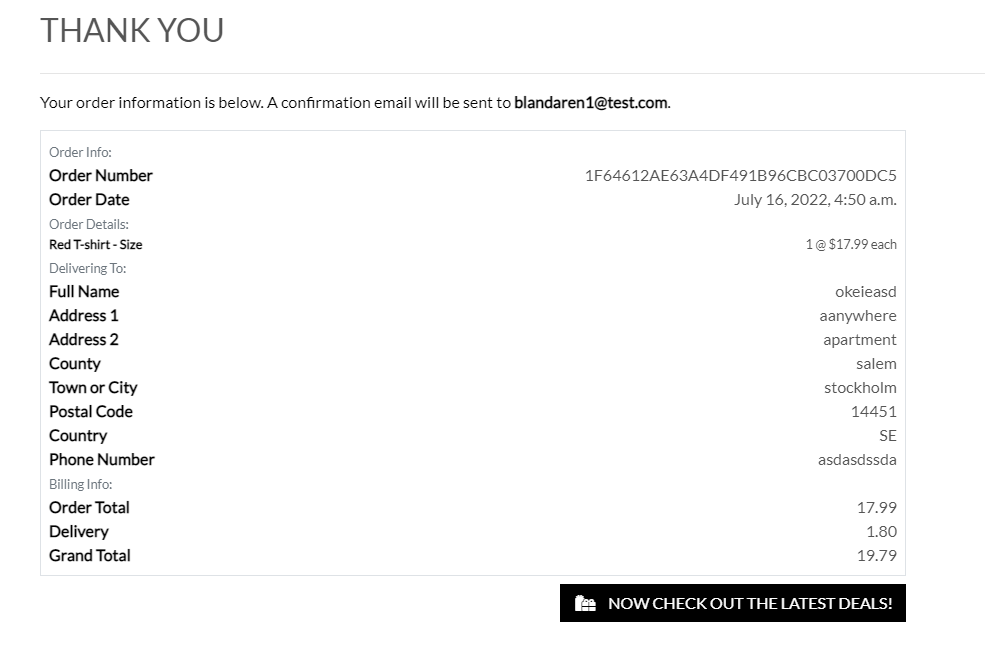 THANK YOU
Your order information is below. A confirmation email will be sent to blandaren1@test.com.
Order Info:
Order Number 1F64612AE63A4DF491B96CBC03700DC5
Order Date July 16, 2022, 4:50 a.m.
Order Details:
Red T-shirt - Size 1 @ $17.99 each
Delivering To:
Full Name okeieasd
Address 1 aanywhere
Address 2 apartment
County salem
Town or City stockholm
Postal Code 14451
Country SE
Phone Number asdasdssda
Billing Info:
Order Total 17.99
Delivery 1.80
Grand Total 19.79
NOW CHECK OUT THE LATEST DEALS!